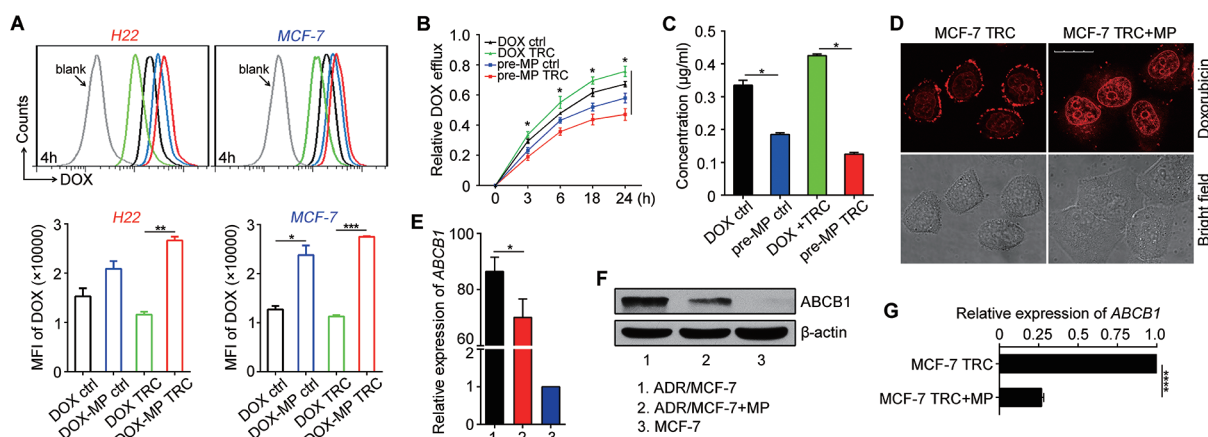 A
H22
MCF-7
blank
blank
Counts
4h
4h
DOX
H22
MCF-7
MFI of DOX (×10000)
3
2
1
0
**
DOX ctrl
DOX-MP ctrl
DOX TRC
DOX-MP TRC
MFI of DOX (×10000)
3
2
1
0
*
***
DOX ctrl
DOX-MP ctrl
DOX TRC
DOX-MP TRC
B
Relative DOX efflux
1.0
0.8
0.6
0.4
0.2
0
DOX ctrl
DOX TRC
pre-MP ctrl
pre-MP TRC
* * * * *
0 3 6 18 24 (h)
C
Concentration (μg/ml)
0.5
0.4
0.3
0.2
0.1
0
*
*
DOX ctrl
pre-MP ctrl
DOX +TRC
pre-MP TRC
D
MCF-7 TRC
MCF-7 TRC+MP
Doxorubicin
Bright field
E
Relative expression of ABCB1
100
80
60
2
1
0
*
1 2 3
F
ABCB1
β-actin
1 2 3
1. ADR/MCF-7
2. ADR/MCF-7+MP
3. MCF-7
G
Relative expression of ABCB1
0 0.25 0.5 1.0
MCF-7 TRC
MCF-7 TRC+MP
****